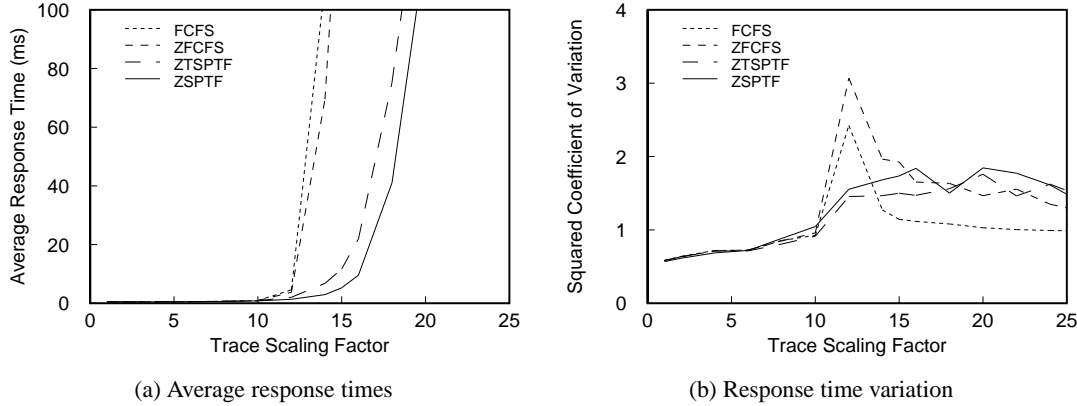 Average Response Time (ms)
100
80
60
40
20
0
FCFS
ZFCFS
ZTSPTF
ZSPTF
0 5 10 15 20 25
Trace Scaling Factor
(a) Average response times
Squared Coefficient of Variation
4
3
2
1
0
FCFS
ZFCFS
ZTSPTF
ZSPTF
0 5 10 15 20 25
Trace Scaling Factor
(b) Response time variation